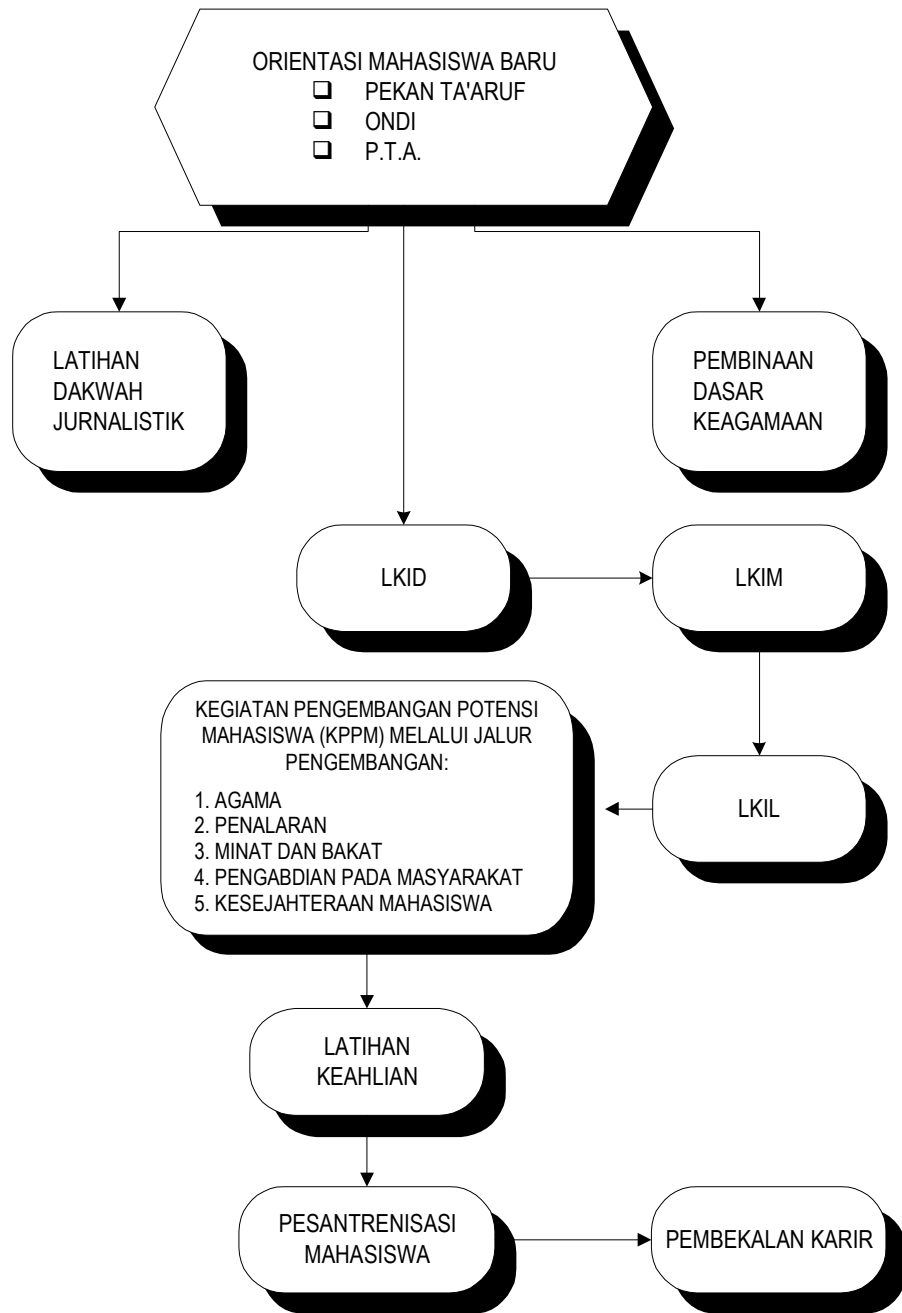 ORIENTASI MAHASISWA BARU
❑ PEKAN TA'ARUF
❑ ONDI
❑ P.T.A.
LATIHAN
DAKWAH
JURNALISTIK
PEMBINAAN
DASAR
KEAGAMAAN
LKID
LKIM
KEGIATAN PENGEMBANGAN POTENSI
MAHASISWA (KPPM) MELALUI JALUR
PENGEMBANGAN:
1. AGAMA
2. PENALARAN
3. MINAT DAN BAKAT
4. PENGABDIAN PADA MASYARAKAT
5. KESEJAHTERAAN MAHASISWA
LKIL
LATIHAN
KEAHLIAN
PESANTRENISASI
MAHASISWA
PEMBEKALAN KARIR